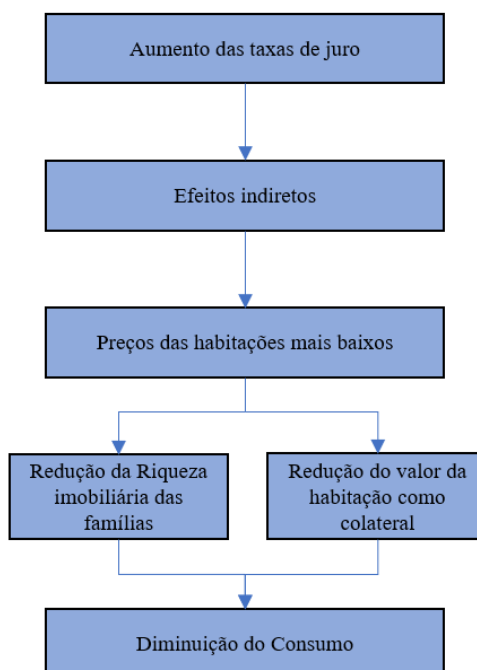 Aumento das taxas de juro
Efeitos indiretos
Preços das habitações mais baixos
Redução da Riqueza
imobiliária das
famílias
Redução do valor da
habitação como
colateral
Diminuição do Consumo